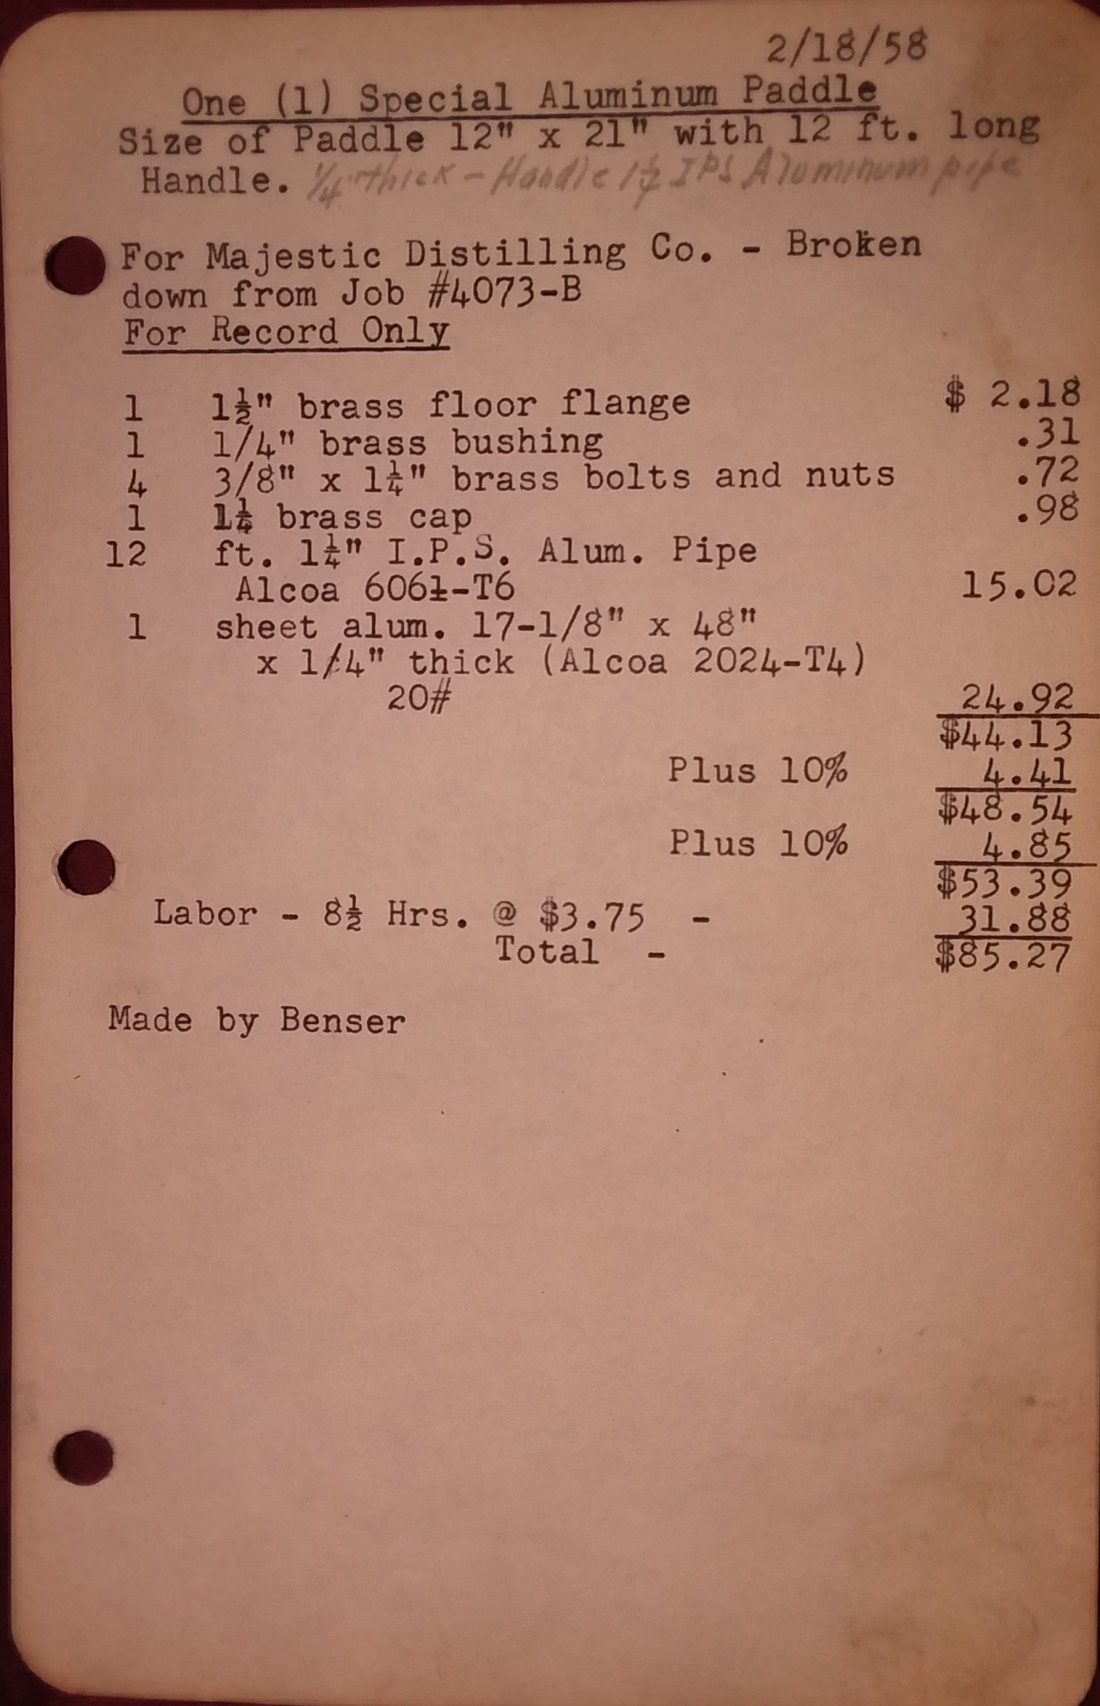 2/18/58
One (1) Special Aluminum Paddle
Size of Paddle 12" x 21" with 12 ft. long
Handle. 1/4" thick - Handle 1½ IPS Aluminum pipe
For Majestic Distilling Co. - Broken
down from Job #4073-B
For Record Only
1 1½" brass floor flange $ 2.18
1 1/4" brass bushing .31
4 3/8" x 1¼" brass bolts and nuts .72
1 1¼ brass cap .98
12 ft. 1¼" I.P.S. Alum. Pipe
Alcoa 6061-T6 15.02
1 sheet alum. 17-1/8" x 48"
x 1/4" thick (Alcoa 2024-T4)
20# 24.92
$44.13
Plus 10% 4.41
$48.54
Plus 10% 4.85
$53.39
Labor - 8½ Hrs. @ $3.75 - 31.88
Total - $85.27
Made by Benser